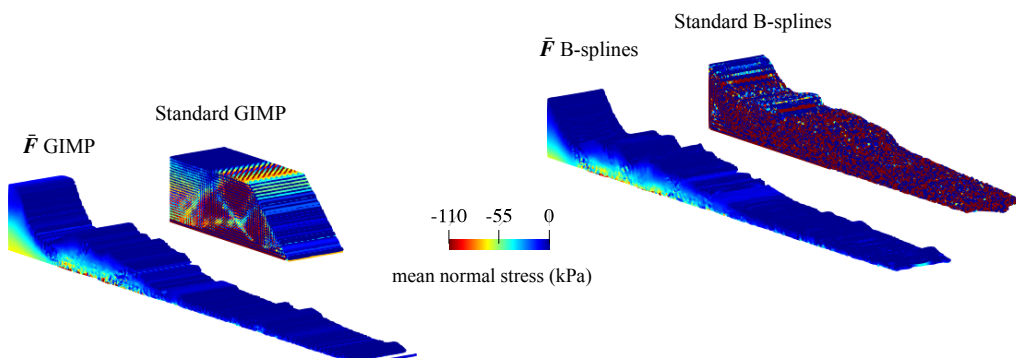 Standard B-splines
F̄ B-splines
Standard GIMP
F̄ GIMP
-110 -55 0
mean normal stress (kPa)